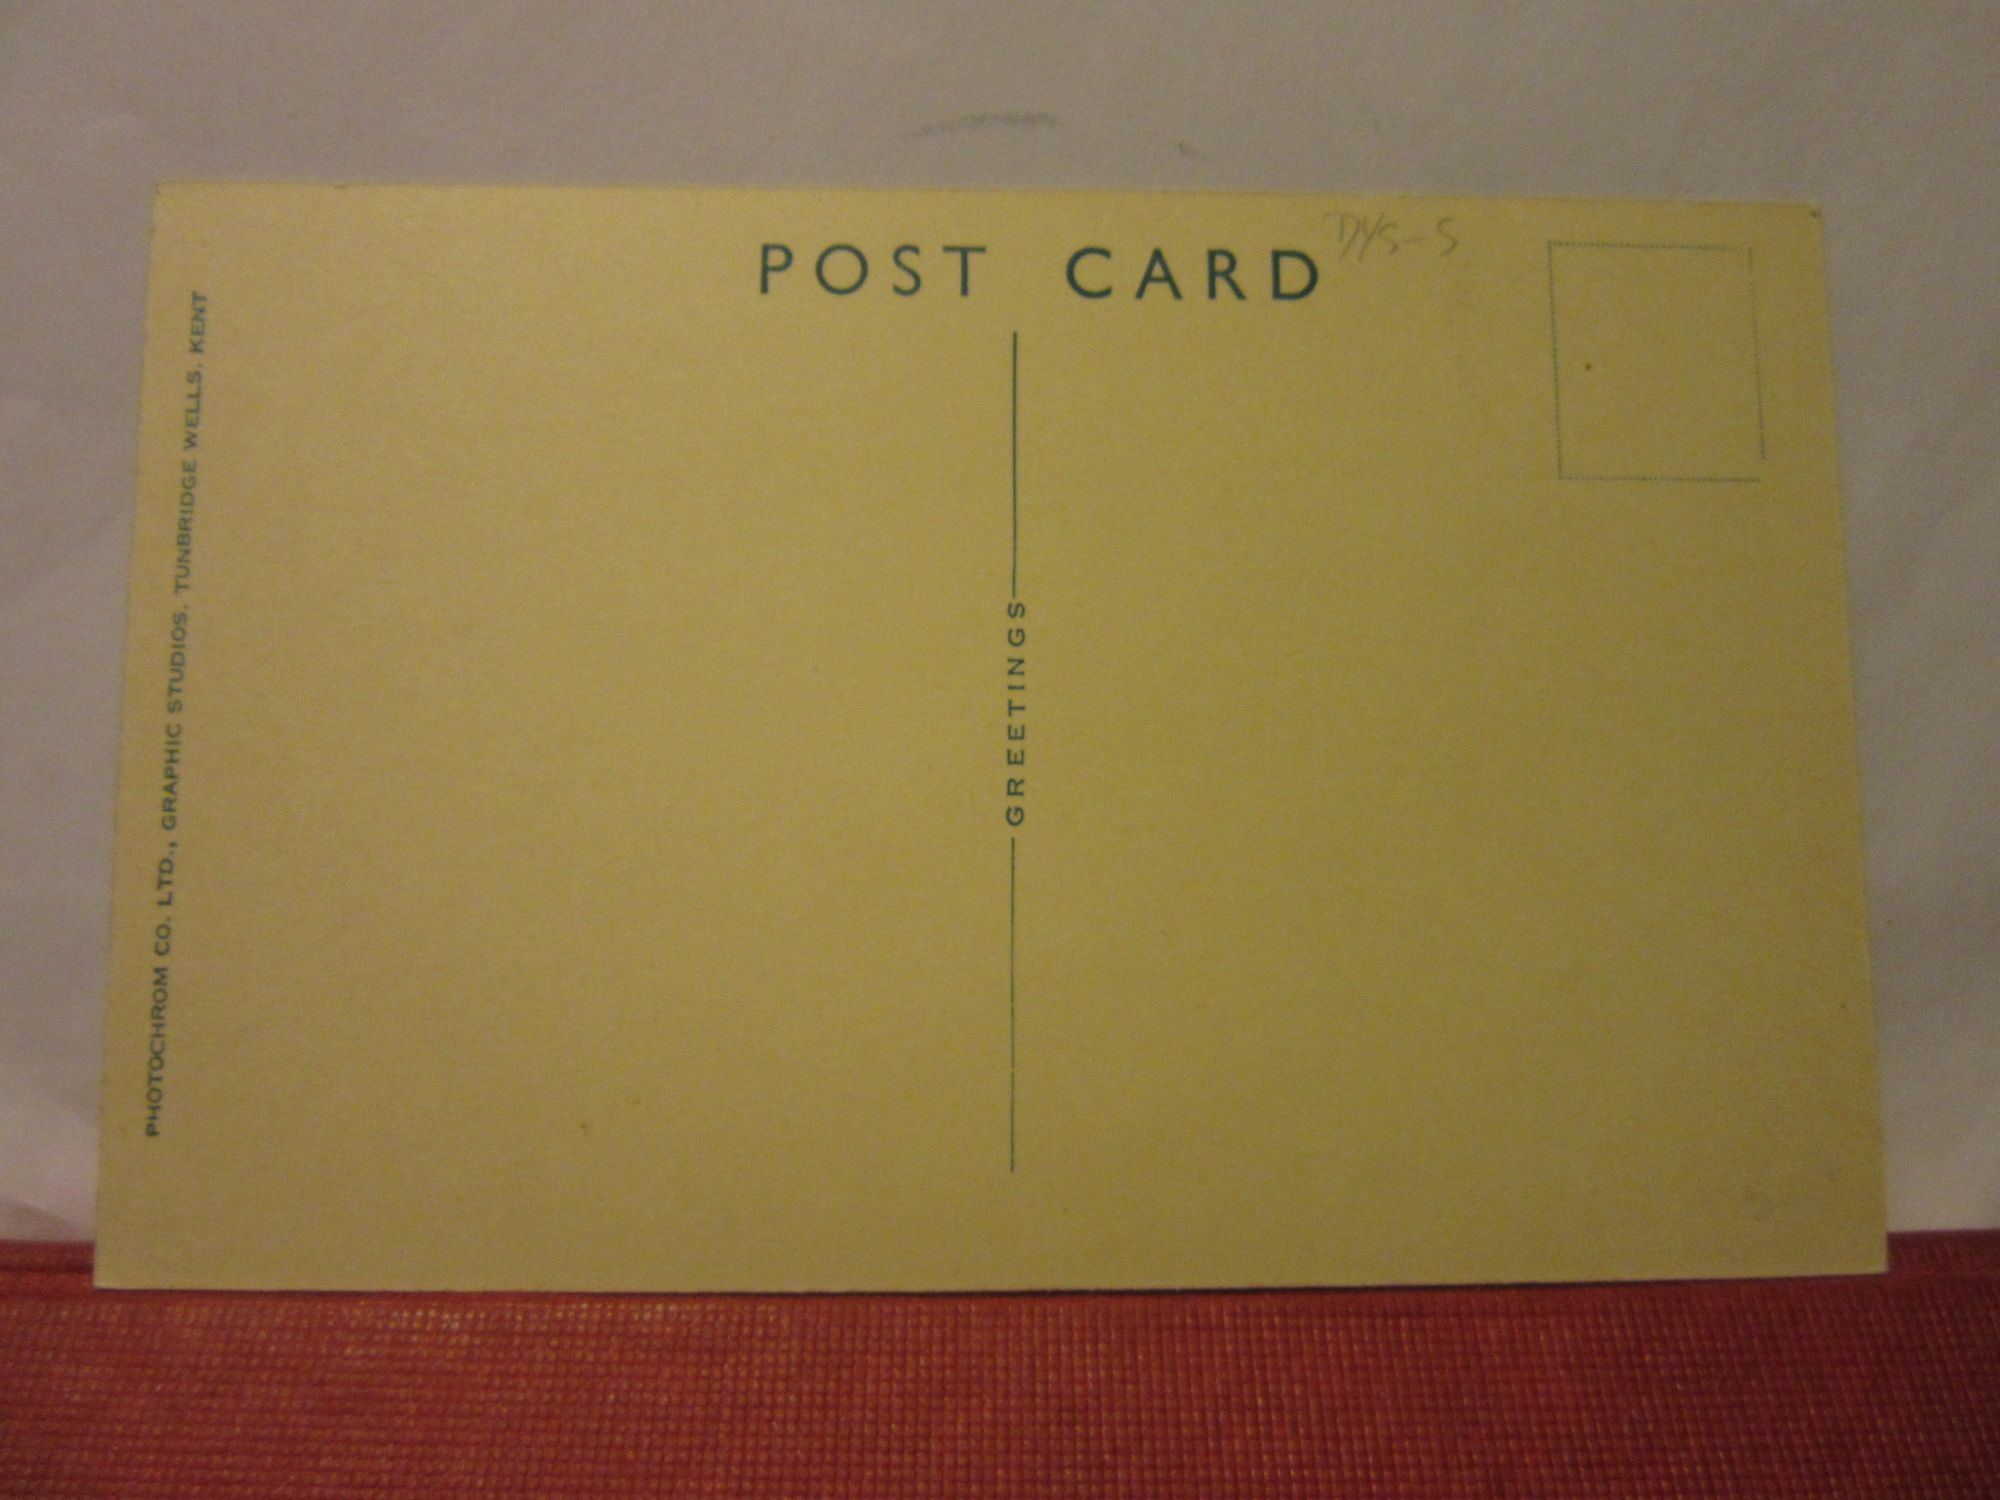 POST CARD
PHOTOCHROM CO. LTD., GRAPHIC STUDIOS, TUNBRIDGE WELLS, KENT
GREETINGS